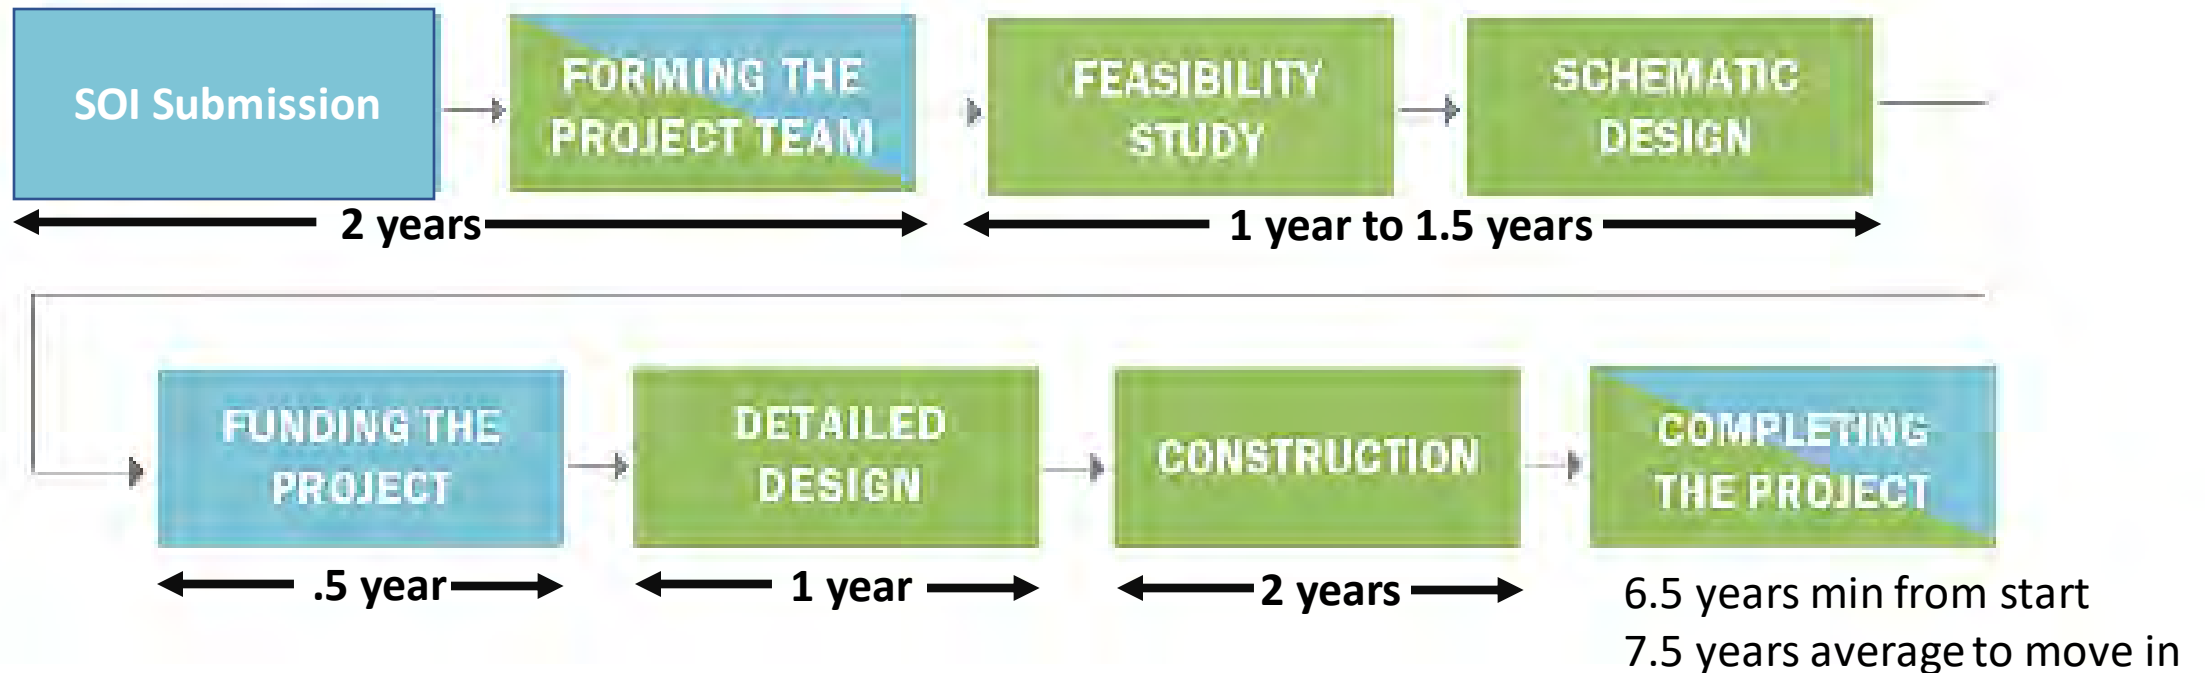 SOI Submission
FORMING THE
PROJECT TEAM
FEASIBILITY
STUDY
SCHEMATIC
DESIGN
2 years
1 year to 1.5 years
FUNDING THE
PROJECT
DETAILED
DESIGN
CONSTRUCTION
COMPLETING
THE PROJECT
.5 year
1 year
2 years
6.5 years min from start
7.5 years average to move in